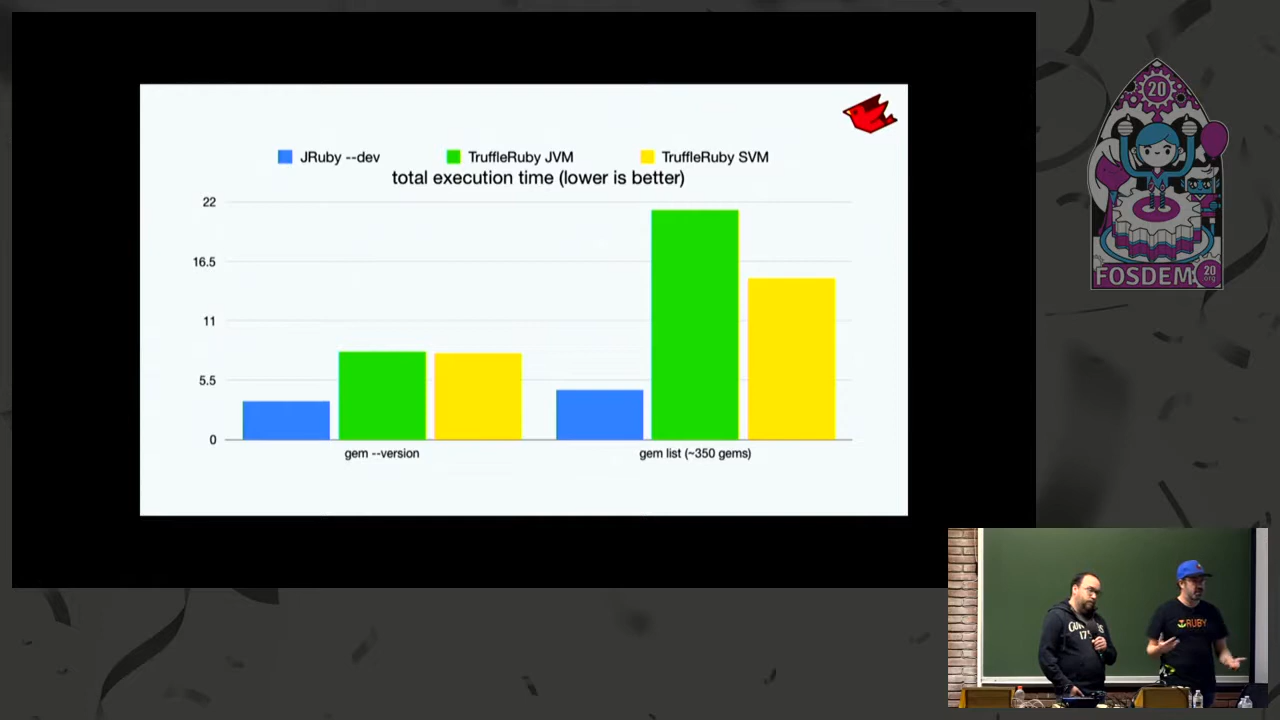 JRuby --dev
TruffleRuby JVM
TruffleRuby SVM
total execution time (lower is better)
22
16.5
11
5.5
0
gem --version
gem list (~350 gems)
20
FOSDEM
20
.org
RUBY